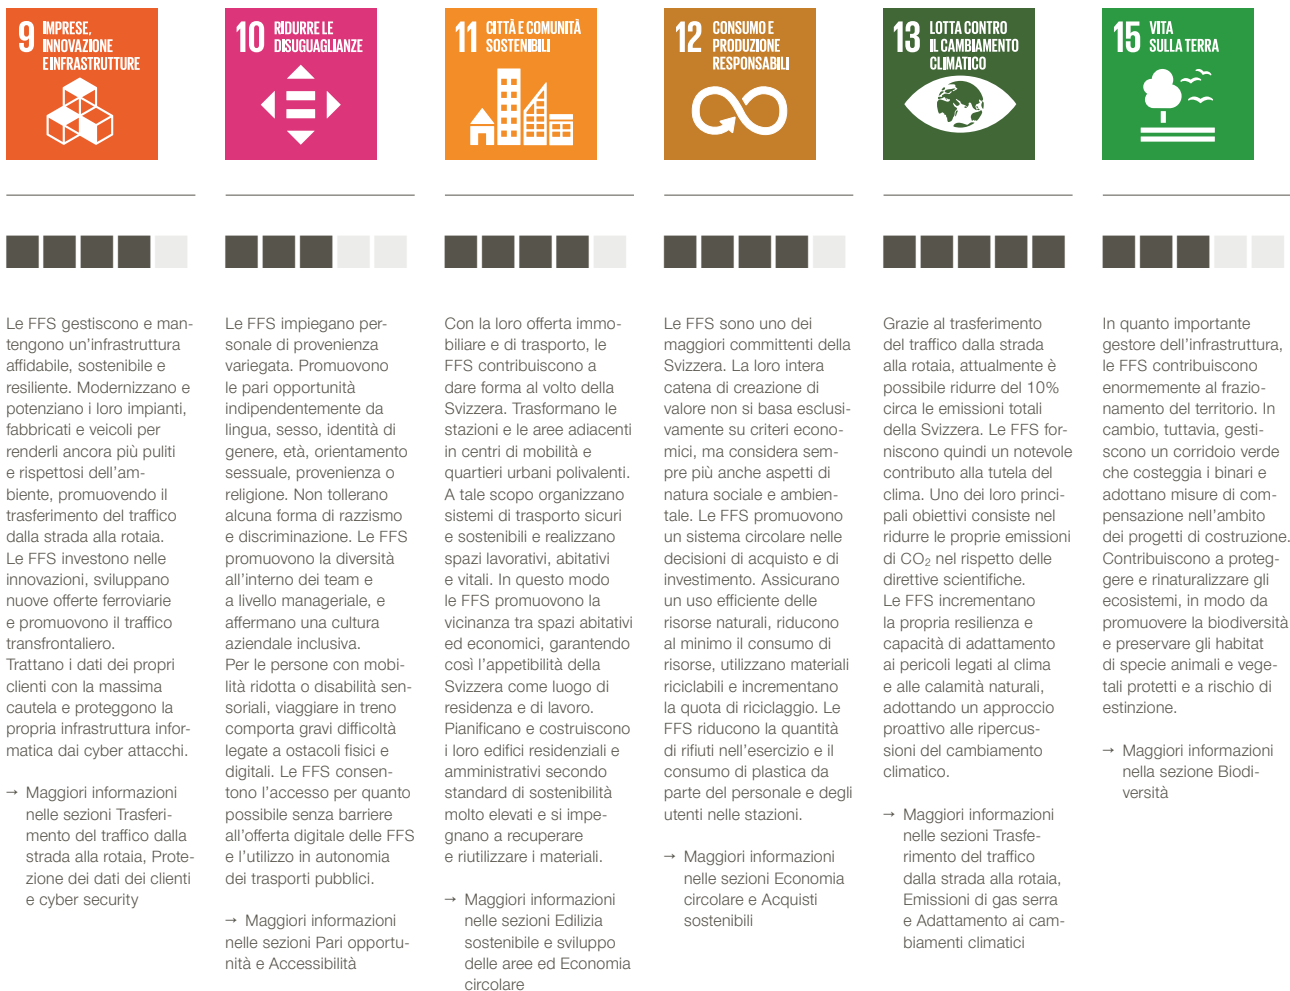 9 IMPRESE,
INNOVAZIONE
E INFRASTRUTTURE
Le FFS gestiscono e man-
tengono un’infrastruttura
affidabile, sostenibile e
resiliente. Modernizzano e
potenziano i loro impianti,
fabbricati e veicoli per
renderli ancora più puliti
e rispettosi dell’am-
biente, promuovendo il
trasferimento del traffico
dalla strada alla rotaia.
Le FFS investono nelle
innovazioni, sviluppano
nuove offerte ferroviarie
e promuovono il traffico
transfrontaliero.
Trattano i dati dei propri
clienti con la massima
cautela e proteggono la
propria infrastruttura infor-
matica dai cyber attacchi.
→ Maggiori informazioni
nelle sezioni Trasferi-
mento del traffico dalla
strada alla rotaia, Prote-
zione dei dati dei clienti
e cyber security
10 RIDURRE LE
DISUGUAGLIANZE
Le FFS impiegano per-
sonale di provenienza
variegata. Promuovono
le pari opportunità
indipendentemente da
lingua, sesso, identità di
genere, età, orientamento
sessuale, provenienza o
religione. Non tollerano
alcuna forma di razzismo
e discriminazione. Le FFS
promuovono la diversità
all’interno dei team e
a livello manageriale, e
affermano una cultura
aziendale inclusiva.
Per le persone con mobi-
lità ridotta o disabilità sen-
soriali, viaggiare in treno
comporta gravi difficoltà
legate a ostacoli fisici e
digitali. Le FFS consen-
tono l’accesso per quanto
possibile senza barriere
all’offerta digitale delle FFS
e l’utilizzo in autonomia
dei trasporti pubblici.
→ Maggiori informazioni
nelle sezioni Pari opportu-
nità e Accessibilità
11 CITTÀ E COMUNITÀ
SOSTENIBILI
Con la loro offerta immo-
biliare e di trasporto, le
FFS contribuiscono a
dare forma al volto della
Svizzera. Trasformano le
stazioni e le aree adiacenti
in centri di mobilità e
quartieri urbani polivalenti.
A tale scopo organizzano
sistemi di trasporto sicuri
e sostenibili e realizzano
spazi lavorativi, abitativi
e vitali. In questo modo
le FFS promuovono la
vicinanza tra spazi abitativi
ed economici, garantendo
così l’appetibilità della
Svizzera come luogo di
residenza e di lavoro.
Pianificano e costruiscono
i loro edifici residenziali e
amministrativi secondo
standard di sostenibilità
molto elevati e si impe-
gnano a recuperare
e riutilizzare i materiali.
→ Maggiori informazioni
nelle sezioni Edilizia
sostenibile e sviluppo
delle aree ed Economia
circolare
12 CONSUMO E
PRODUZIONE
RESPONSABILI
Le FFS sono uno dei
maggiori committenti della
Svizzera. La loro intera
catena di creazione di
valore non si basa esclusi-
vamente su criteri econo-
mici, ma considera sem-
pre più anche aspetti di
natura sociale e ambien-
tale. Le FFS promuovono
un sistema circolare nelle
decisioni di acquisto e di
investimento. Assicurano
un uso efficiente delle
risorse naturali, riducono
al minimo il consumo di
risorse, utilizzano materiali
riciclabili e incrementano
la quota di riciclaggio. Le
FFS riducono la quantità
di rifiuti nell’esercizio e il
consumo di plastica da
parte del personale e degli
utenti nelle stazioni.
→ Maggiori informazioni
nelle sezioni Economia
circolare e Acquisti
sostenibili
13 LOTTA CONTRO
IL CAMBIAMENTO
CLIMATICO
Grazie al trasferimento
del traffico dalla strada
alla rotaia, attualmente è
possibile ridurre del 10%
circa le emissioni totali
della Svizzera. Le FFS for-
niscono quindi un notevole
contributo alla tutela del
clima. Uno dei loro princi-
pali obiettivi consiste nel
ridurre le proprie emissioni
di CO₂ nel rispetto delle
direttive scientifiche.
Le FFS incrementano
la propria resilienza e
capacità di adattamento
ai pericoli legati al clima
e alle calamità naturali,
adottando un approccio
proattivo alle ripercus-
sioni del cambiamento
climatico.
→ Maggiori informazioni
nelle sezioni Trasfe-
rimento del traffico
dalla strada alla rotaia,
Emissioni di gas serra
e Adattamento ai cam-
biamenti climatici
15 VITA
SULLA TERRA
In quanto importante
gestore dell’infrastruttura,
le FFS contribuiscono
enormemente al frazio-
namento del territorio. In
cambio, tuttavia, gesti-
scono un corridoio verde
che costeggia i binari e
adottano misure di com-
pensazione nell’ambito
dei progetti di costruzione.
Contribuiscono a proteg-
gere e rinaturalizzare gli
ecosistemi, in modo da
promuovere la biodiversità
e preservare gli habitat
di specie animali e vege-
tali protetti e a rischio di
estinzione.
→ Maggiori informazioni
nella sezione Biodi-
versità